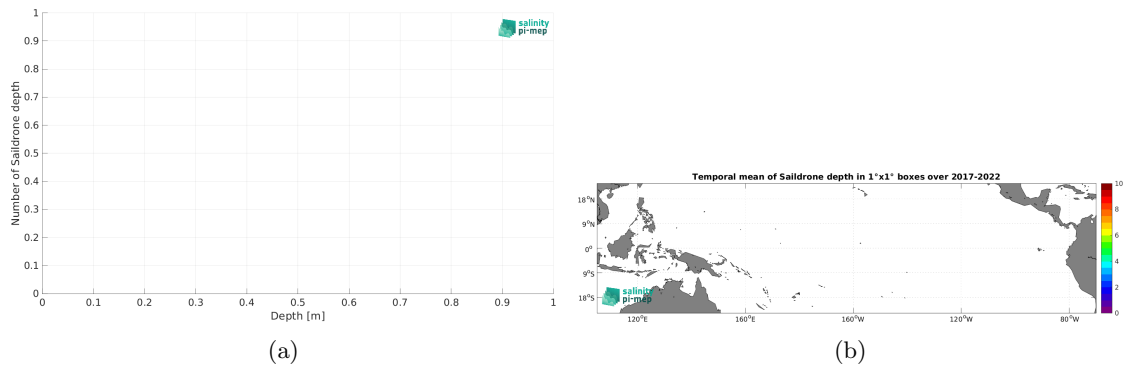 1
0.9
0.8
0.7
0.6
0.5
0.4
0.3
0.2
0.1
0
Number of Saildrone depth
salinity
pi-mep
0 0.1 0.2 0.3 0.4 0.5 0.6 0.7 0.8 0.9 1
Depth [m]
(a)
Temporal mean of Saildrone depth in 1°x1° boxes over 2017-2022
18°N
9°N
0°
9°S
18°S
salinity
pi-mep
120°E 160°E 160°W 120°W 80°W
10
8
6
4
2
0
(b)